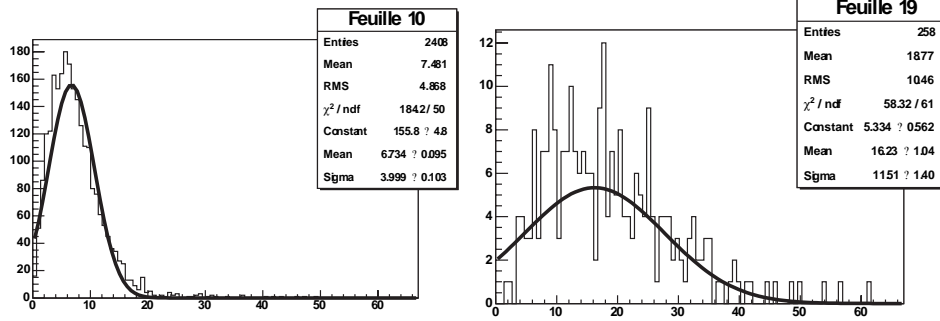 Feuille 10
Entries 2408
Mean 7.481
RMS 4.868
χ² / ndf 184.2 / 50
Constant 155.8 ? 4.8
Mean 6.734 ? 0.095
Sigma 3.999 ? 0.103
180
160
140
120
100
80
60
40
20
0
0 10 20 30 40 50 60
Feuille 19
Entries 258
Mean 18.77
RMS 10.46
χ² / ndf 58.32 / 61
Constant 5.334 ? 0.562
Mean 16.23 ? 1.04
Sigma 11.51 ? 1.40
12
10
8
6
4
2
0
0 10 20 30 40 50 60